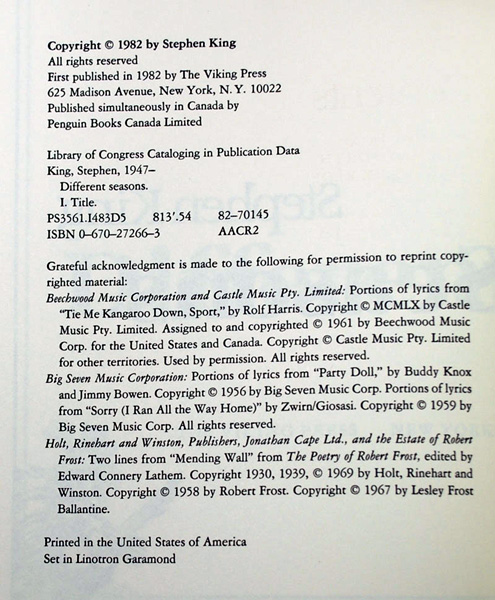 Copyright © 1982 by Stephen King
All rights reserved
First published in 1982 by The Viking Press
625 Madison Avenue, New York, N.Y. 10022
Published simultaneously in Canada by
Penguin Books Canada Limited
Library of Congress Cataloging in Publication Data
King, Stephen, 1947–
Different seasons.
I. Title.
PS3561.I483D5 813'.54 82–70145
ISBN 0–670–27266–3 AACR2
Grateful acknowledgment is made to the following for permission to reprint copy-
righted material:
Beechwood Music Corporation and Castle Music Pty. Limited: Portions of lyrics from
“Tie Me Kangaroo Down, Sport,” by Rolf Harris. Copyright © MCMLX by Castle
Music Pty. Limited. Assigned to and copyrighted © 1961 by Beechwood Music
Corp. for the United States and Canada. Copyright © Castle Music Pty. Limited
for other territories. Used by permission. All rights reserved.
Big Seven Music Corporation: Portions of lyrics from “Party Doll,” by Buddy Knox
and Jimmy Bowen. Copyright © 1956 by Big Seven Music Corp. Portions of lyrics
from “Sorry (I Ran All the Way Home)” by Zwirn/Giosasi. Copyright © 1959 by
Big Seven Music Corp. All rights reserved.
Holt, Rinehart and Winston, Publishers, Jonathan Cape Ltd., and the Estate of Robert
Frost: Two lines from “Mending Wall” from The Poetry of Robert Frost, edited by
Edward Connery Lathem. Copyright 1930, 1939, © 1969 by Holt, Rinehart and
Winston. Copyright © 1958 by Robert Frost. Copyright © 1967 by Lesley Frost
Ballantine.
Printed in the United States of America
Set in Linotron Garamond